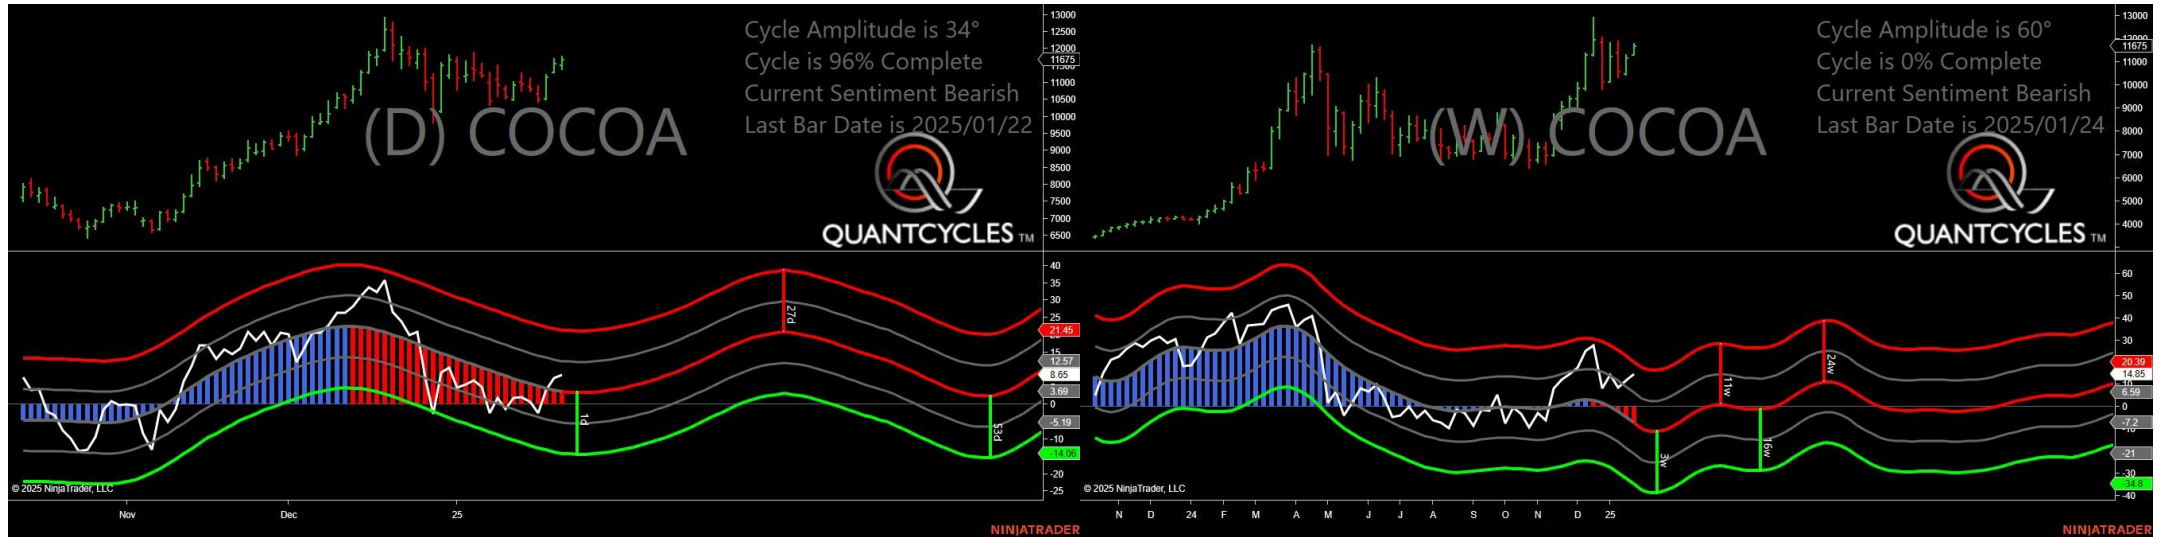 Cycle Amplitude is 34°
Cycle is 96% Complete
Current Sentiment Bearish
Last Bar Date is 2025/01/22
(D) COCOA
QUANTCYCLES TM
13000
12500
12000
11675
11000
10500
10000
9500
9000
8500
8000
7500
7000
6500
40
35
30
25
21.45
15
12.57
8.65
3.69
0
-5.19
-10
-14.06
-20
-25
1d
27d
53d
© 2025 NinjaTrader, LLC
Nov
Dec
25
NINJATRADER
Cycle Amplitude is 60°
Cycle is 0% Complete
Current Sentiment Bearish
Last Bar Date is 2025/01/24
(W) COCOA
QUANTCYCLES TM
13000
11675
11000
10000
9000
8000
7000
6000
5000
4000
60
50
40
30
20.39
14.85
10
6.59
0
-7.2
-21
-30
-34.8
-40
3w
11w
16w
24w
© 2025 NinjaTrader, LLC
N D 24 F M A M J J A S O N D 25
NINJATRADER